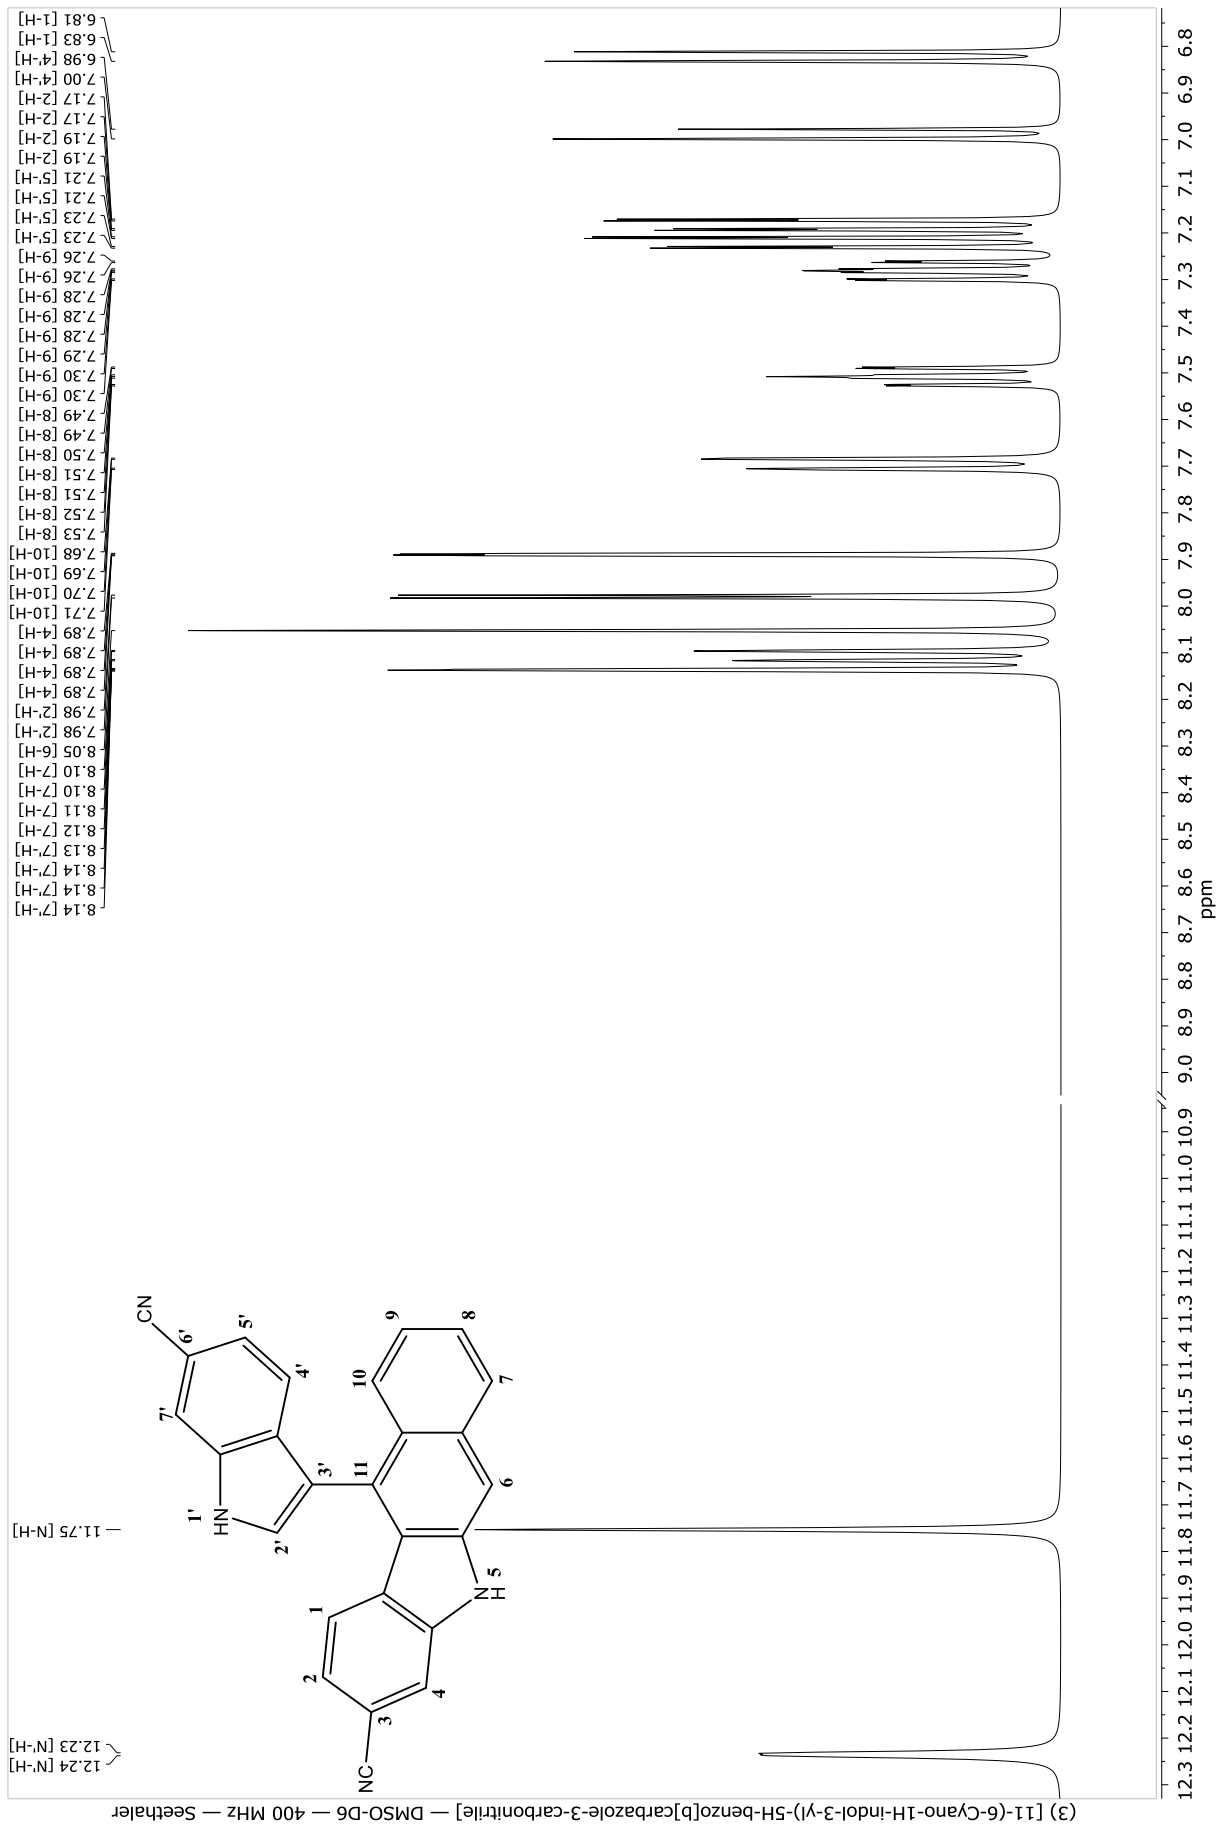 (3) [11-(6-Cyano-1H-indol-3-yl)-5H-benzo[b]carbazole-3-carbonitrile] — DMSO-D6 — 400 MHz — Seethaler
12.24 [N'-H]
12.23 [N'-H]
11.75 [N-H]
8.14 [7'-H]
8.14 [7'-H]
8.14 [7'-H]
8.13 [7'-H]
8.12 [7-H]
8.11 [7-H]
8.10 [7-H]
8.10 [7-H]
8.05 [6-H]
7.98 [2'-H]
7.98 [2'-H]
7.89 [4-H]
7.89 [4-H]
7.89 [4-H]
7.89 [4-H]
7.71 [10-H]
7.70 [10-H]
7.69 [10-H]
7.68 [10-H]
7.53 [8-H]
7.52 [8-H]
7.51 [8-H]
7.51 [8-H]
7.50 [8-H]
7.49 [8-H]
7.49 [8-H]
7.30 [9-H]
7.30 [9-H]
7.29 [9-H]
7.28 [9-H]
7.28 [9-H]
7.28 [9-H]
7.26 [9-H]
7.26 [9-H]
7.23 [5'-H]
7.23 [5'-H]
7.21 [5'-H]
7.21 [5'-H]
7.19 [2-H]
7.19 [2-H]
7.17 [2-H]
7.17 [2-H]
7.00 [4'-H]
6.98 [4'-H]
6.83 [1-H]
6.81 [1-H]
CN
6'
5'
7'
4'
1'
HN
2'
3'
9
8
10
7
11
6
1
2
5
N
H
4
3
NC
12.3 12.2 12.1 12.0 11.9 11.8 11.7 11.6 11.5 11.4 11.3 11.2 11.1 11.0 10.9 9.0 8.9 8.8 8.7 8.6 8.5 8.4 8.3 8.2 8.1 8.0 7.9 7.8 7.7 7.6 7.5 7.4 7.3 7.2 7.1 7.0 6.9 6.8
ppm